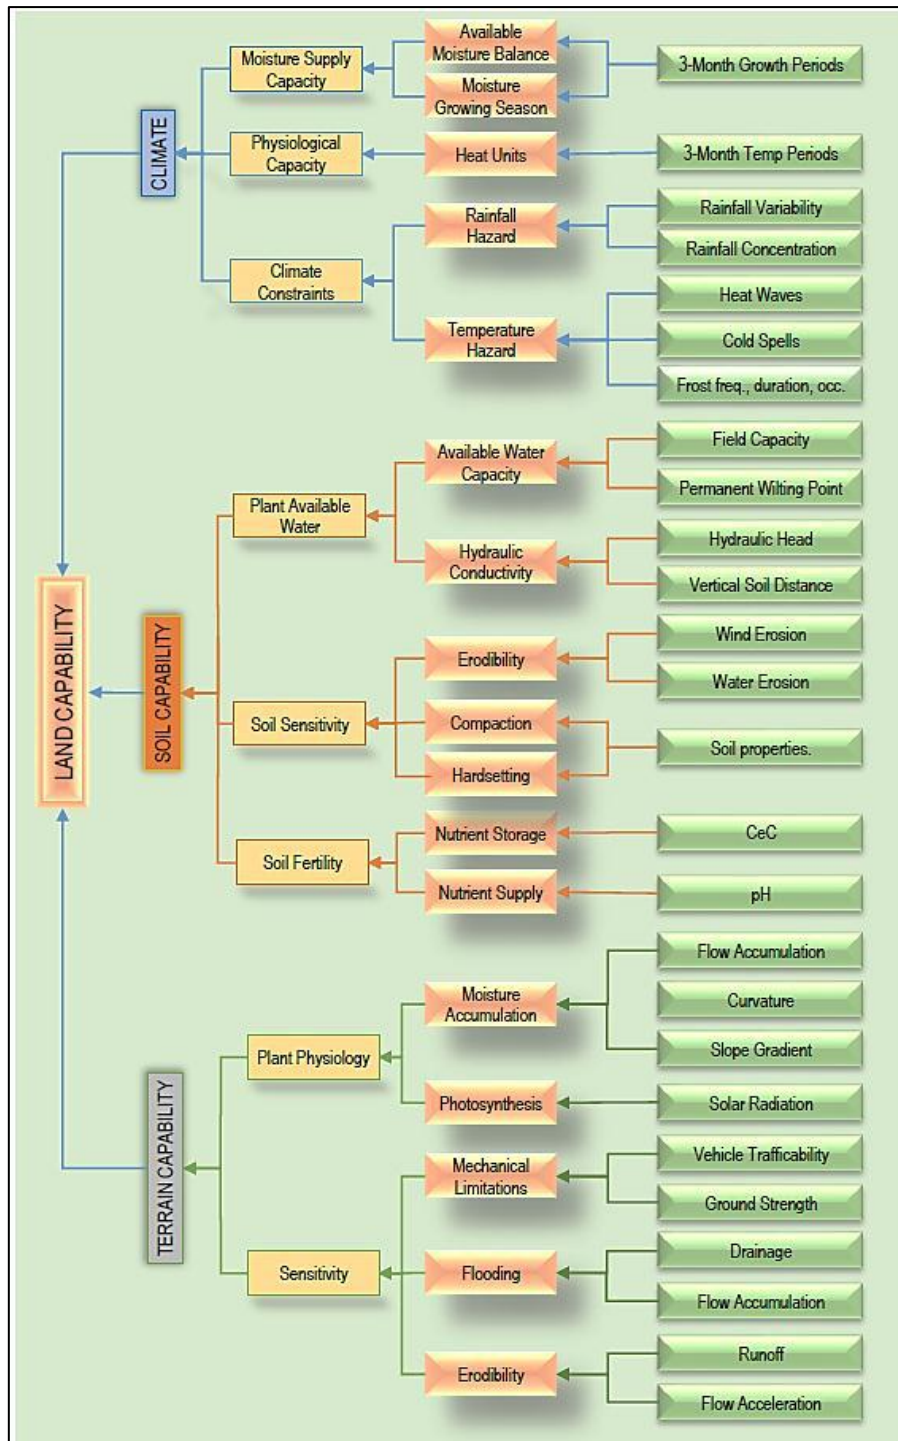 Available
Moisture Balance
Moisture Supply
Capacity
3-Month Growth Periods
Moisture
Growing Season
CLIMATE
Physiological
Capacity
Heat Units
3-Month Temp Periods
Rainfall
Hazard
Rainfall Variability
Rainfall Concentration
Climate
Constraints
Heat Waves
Temperature
Hazard
Cold Spells
Frost freq., duration, occ.
Available Water
Capacity
Field Capacity
Permanent Wilting Point
Plant Available
Water
Hydraulic
Conductivity
Hydraulic Head
Vertical Soil Distance
LAND CAPABILITY
SOIL CAPABILITY
Erodibility
Wind Erosion
Water Erosion
Soil Sensitivity
Compaction
Soil properties.
Hardsetting
Soil Fertility
Nutrient Storage
CeC
Nutrient Supply
pH
Flow Accumulation
Moisture
Accumulation
Curvature
Slope Gradient
Plant Physiology
Photosynthesis
Solar Radiation
TERRAIN CAPABILITY
Mechanical
Limitations
Vehicle Trafficability
Ground Strength
Sensitivity
Flooding
Drainage
Flow Accumulation
Erodibility
Runoff
Flow Acceleration